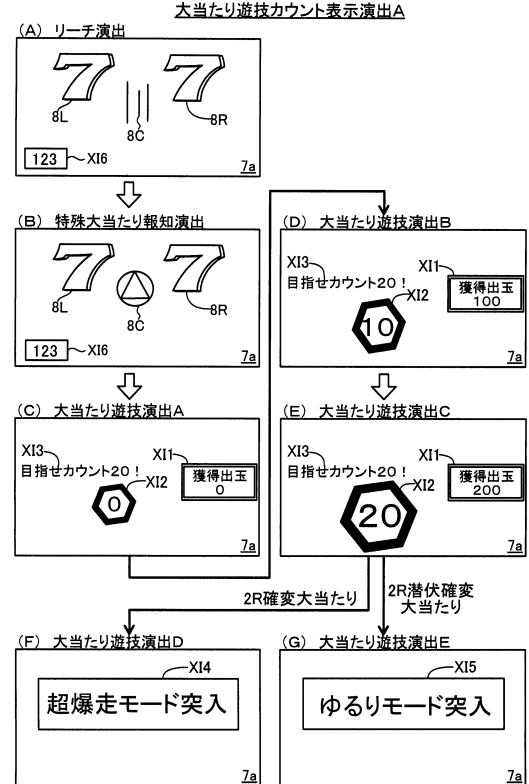 大当たり遊技カウント表示演出A
(A) リーチ演出
7 7
8L 8C 8R
123 XI6
7a
(B) 特殊大当たり報知演出
7 7
8L 8C 8R
123 XI6
7a
(C) 大当たり遊技演出A
XI3 XI1
目指せカウント20！ XI2
獲得出玉
0
0
7a
(D) 大当たり遊技演出B
XI3 XI1
目指せカウント20！ XI2
獲得出玉
100
10
7a
(E) 大当たり遊技演出C
XI3 XI1
目指せカウント20！ XI2
獲得出玉
200
20
7a
2R確変大当たり
2R潜伏確変
大当たり
(F) 大当たり遊技演出D
XI4
超爆走モード突入
7a
(G) 大当たり遊技演出E
XI5
ゆるりモード突入
7a